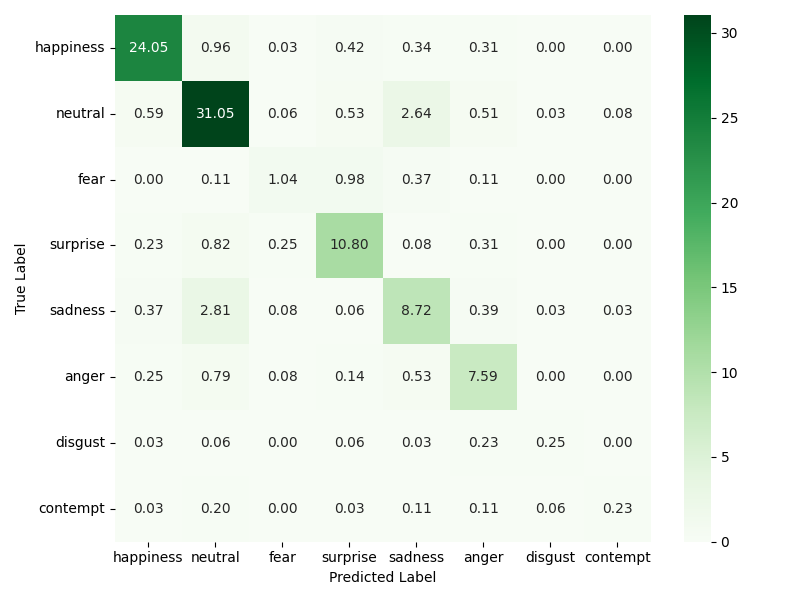 happiness 24.05 0.96 0.03 0.42 0.34 0.31 0.00 0.00
neutral 0.59 31.05 0.06 0.53 2.64 0.51 0.03 0.08
fear 0.00 0.11 1.04 0.98 0.37 0.11 0.00 0.00
surprise 0.23 0.82 0.25 10.80 0.08 0.31 0.00 0.00
sadness 0.37 2.81 0.08 0.06 8.72 0.39 0.03 0.03
anger 0.25 0.79 0.08 0.14 0.53 7.59 0.00 0.00
disgust 0.03 0.06 0.00 0.06 0.03 0.23 0.25 0.00
contempt 0.03 0.20 0.00 0.03 0.11 0.11 0.06 0.23
happiness neutral fear surprise sadness anger disgust contempt
Predicted Label
True Label
30
25
20
15
10
5
0